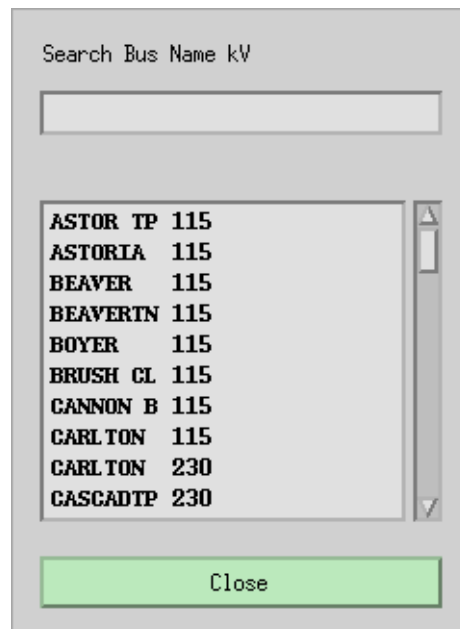 Search Bus Name kV
ASTOR TP 115
ASTORIA 115
BEAVER 115
BEAVERTN 115
BOYER 115
BRUSH CL 115
CANNON B 115
CARLTON 115
CARLTON 230
CASCADTP 230
Close